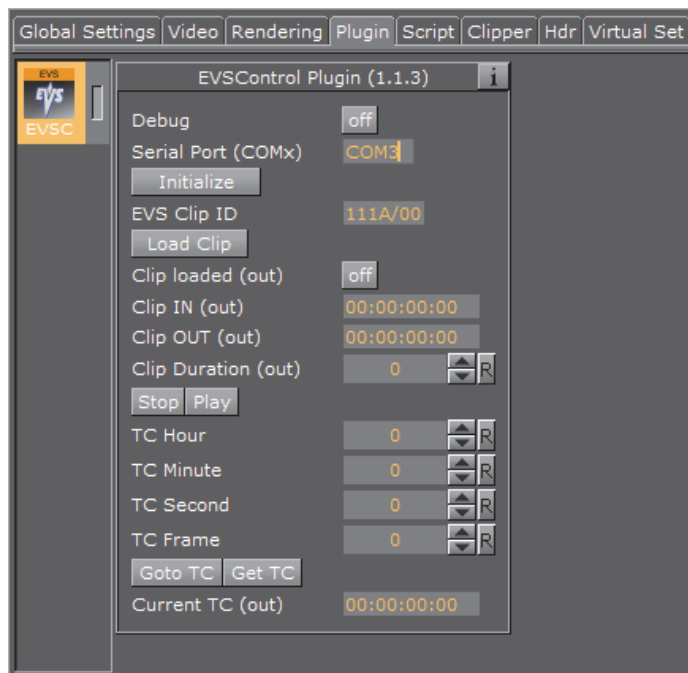 Global Settings Video Rendering Plugin Script Clipper Hdr Virtual Set
EVS
EVS
EVSC
EVSControl Plugin (1.1.3) i
Debug off
Serial Port (COMx) COM3
Initialize
EVS Clip ID 111A/00
Load Clip
Clip loaded (out) off
Clip IN (out) 00:00:00:00
Clip OUT (out) 00:00:00:00
Clip Duration (out) 0 R
Stop Play
TC Hour 0 R
TC Minute 0 R
TC Second 0 R
TC Frame 0 R
Goto TC Get TC
Current TC (out) 00:00:00:00